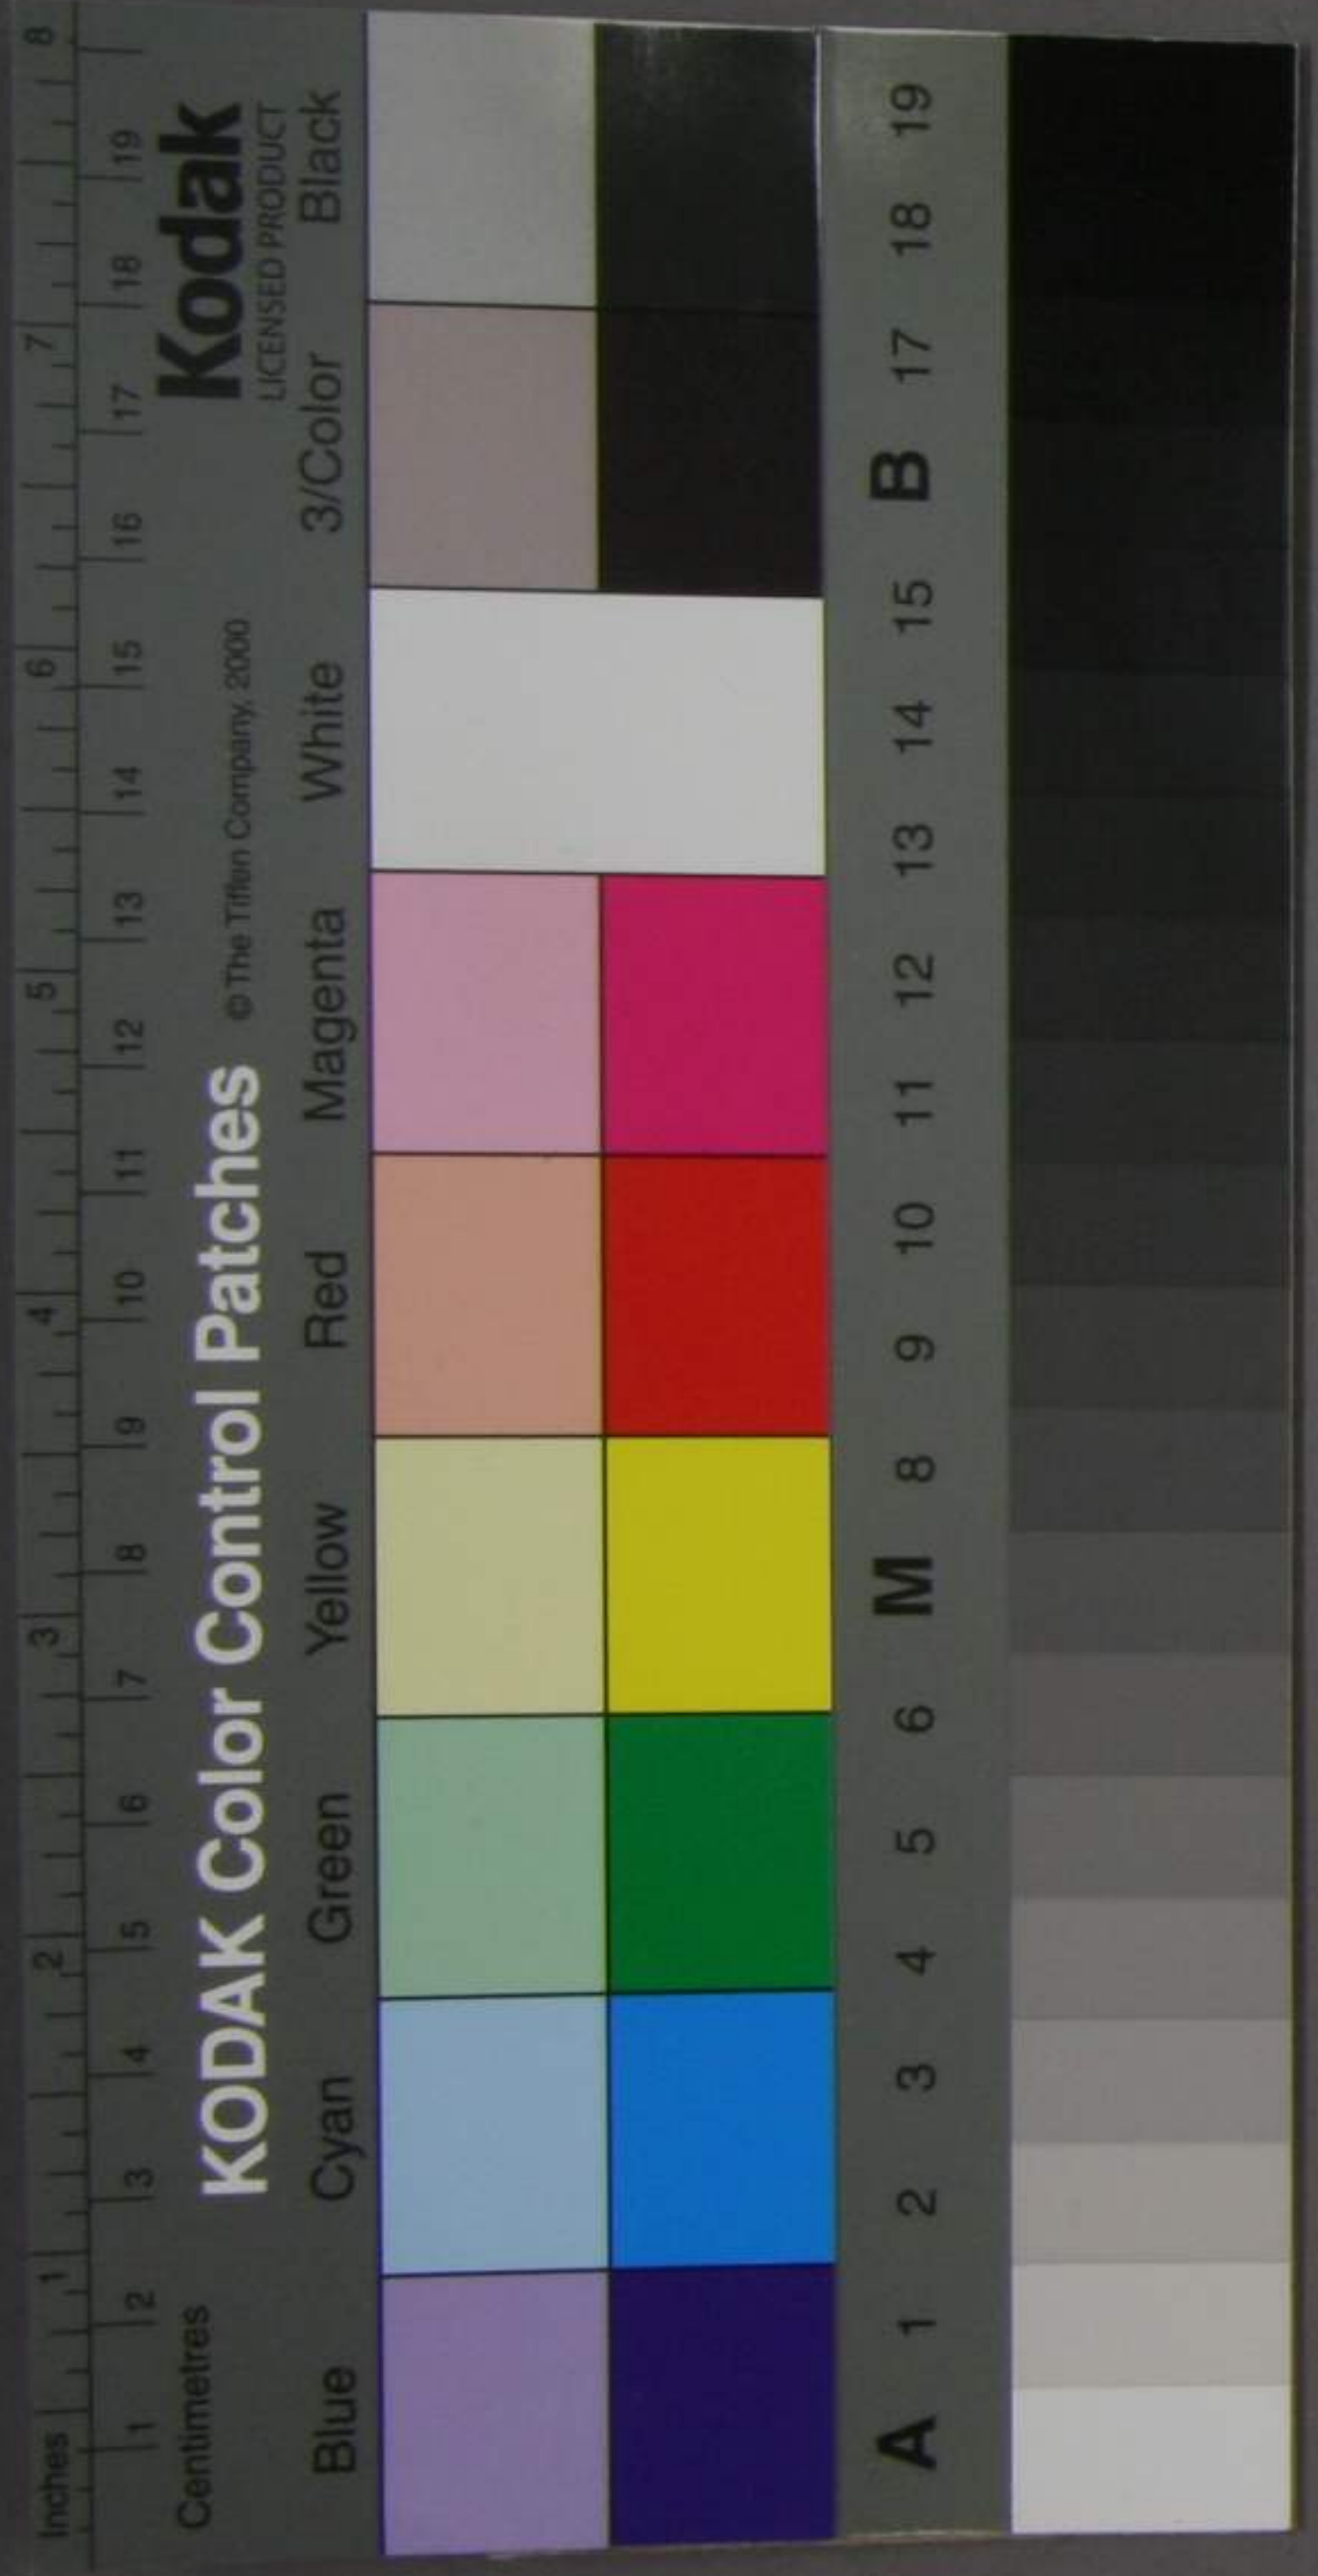 Inches 1 2 3 4 5 6 7 8
1 2 3 4 5 6 7 8 9 10 11 12 13 14 15 16 17 18 19
Centimetres
KODAK Color Control Patches © The Tiffen Company, 2000 Kodak
LICENSED PRODUCT
Blue Cyan Green Yellow Red Magenta White 3/Color Black
A 1 2 3 4 5 6 M 8 9 10 11 12 13 14 15 B 17 18 19